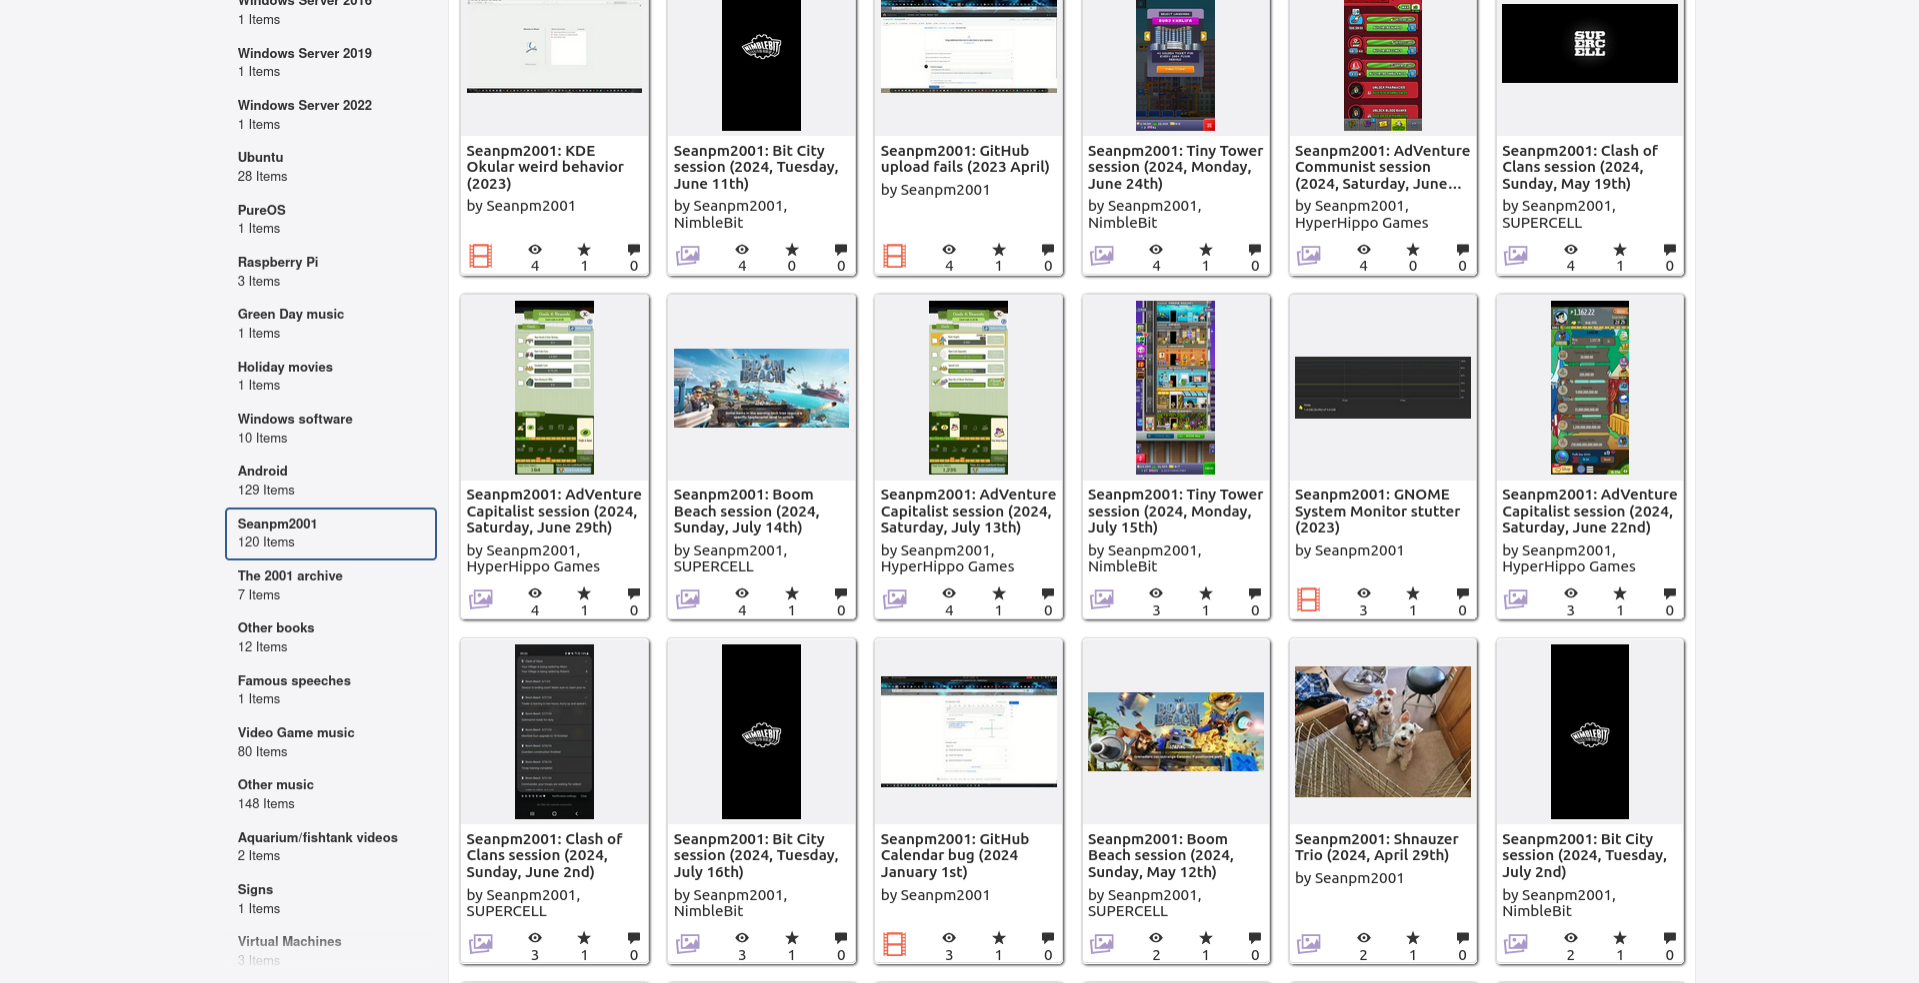 Windows Server 2016
1 Items
Windows Server 2019
1 Items
Windows Server 2022
1 Items
Ubuntu
28 Items
PureOS
1 Items
Raspberry Pi
3 Items
Green Day music
1 Items
Holiday movies
1 Items
Windows software
10 Items
Android
129 Items
Seanpm2001
120 Items
The 2001 archive
7 Items
Other books
12 Items
Famous speeches
1 Items
Video Game music
80 Items
Other music
148 Items
Aquarium/fishtank videos
2 Items
Signs
1 Items
Virtual Machines
3 Items
Seanpm2001: KDE
Okular weird behavior
(2023)
by Seanpm2001
4 1 0
NIMBLEBIT
Seanpm2001: Bit City
session (2024, Tuesday,
June 11th)
by Seanpm2001,
NimbleBit
4 0 0
Seanpm2001: GitHub
upload fails (2023 April)
by Seanpm2001
4 1 0
Seanpm2001: Tiny Tower
session (2024, Monday,
June 24th)
by Seanpm2001,
NimbleBit
4 1 0
Seanpm2001: AdVenture
Communist session
(2024, Saturday, June...
by Seanpm2001,
HyperHippo Games
4 0 0
SUP
ERC
ELL
Seanpm2001: Clash of
Clans session (2024,
Sunday, May 19th)
by Seanpm2001,
SUPERCELL
4 1 0
Seanpm2001: AdVenture
Capitalist session (2024,
Saturday, June 29th)
by Seanpm2001,
HyperHippo Games
4 1 0
BOOM
BEACH
Seanpm2001: Boom
Beach session (2024,
Sunday, July 14th)
by Seanpm2001,
SUPERCELL
4 1 0
Seanpm2001: AdVenture
Capitalist session (2024,
Saturday, July 13th)
by Seanpm2001,
HyperHippo Games
4 1 0
Seanpm2001: Tiny Tower
session (2024, Monday,
July 15th)
by Seanpm2001,
NimbleBit
3 1 0
Seanpm2001: GNOME
System Monitor stutter
(2023)
by Seanpm2001
3 1 0
Seanpm2001: AdVenture
Capitalist session (2024,
Saturday, June 22nd)
by Seanpm2001,
HyperHippo Games
3 1 0
Seanpm2001: Clash of
Clans session (2024,
Sunday, June 2nd)
by Seanpm2001,
SUPERCELL
3 1 0
NIMBLEBIT
Seanpm2001: Bit City
session (2024, Tuesday,
July 16th)
by Seanpm2001,
NimbleBit
3 1 0
Seanpm2001: GitHub
Calendar bug (2024
January 1st)
by Seanpm2001
3 1 0
BOOM
BEACH
Seanpm2001: Boom
Beach session (2024,
Sunday, May 12th)
by Seanpm2001,
SUPERCELL
2 1 0
Seanpm2001: Shnauzer
Trio (2024, April 29th)
by Seanpm2001
2 1 0
NIMBLEBIT
Seanpm2001: Bit City
session (2024, Tuesday,
July 2nd)
by Seanpm2001,
NimbleBit
2 1 0